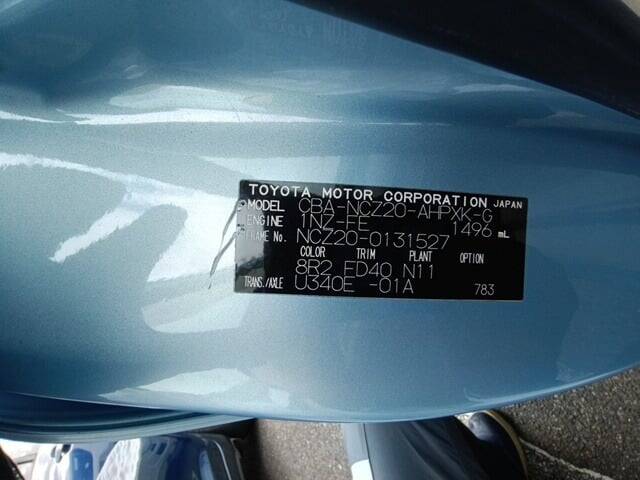 TOYOTA MOTOR CORPORATION JAPAN
MODEL CBA-NCZ20-AHPXK-G
ENGINE 1NZ-FE 1496 mL
FRAME No. NCZ20-0131527
COLOR TRIM PLANT OPTION
8R2 FD40 N11
TRANS./AXLE U340E -01A 783